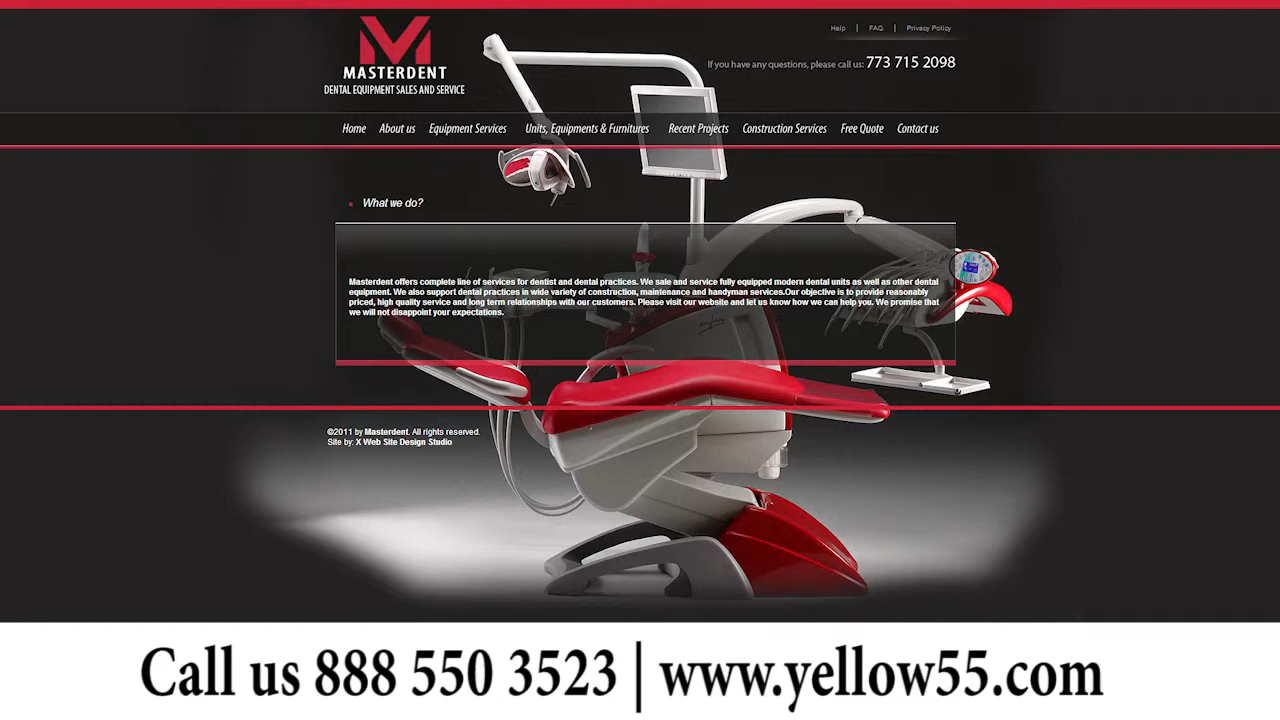 MASTERDENT
DENTAL EQUIPMENT SALES AND SERVICE
Help | FAQ | Privacy Policy
If you have any questions, please call us: 773 715 2098
Home About us Equipment Services Units, Equipments & Furnitures Recent Projects Construction Services Free Quote Contact us
What we do?
Masterdent offers complete line of services for dentist and dental practices. We sale and service fully equipped modern dental units as well as other dental
equipment. We also support dental practices in wide variety of construction, maintenance and handyman services.Our objective is to provide reasonably
priced, high quality service and long term relationships with our customers. Please visit our website and let us know how we can help you. We promise that
we will not disappoint your expectations.
©2011 by Masterdent. All rights reserved.
Site by: X Web Site Design Studio
Call us 888 550 3523 | www.yellow55.com